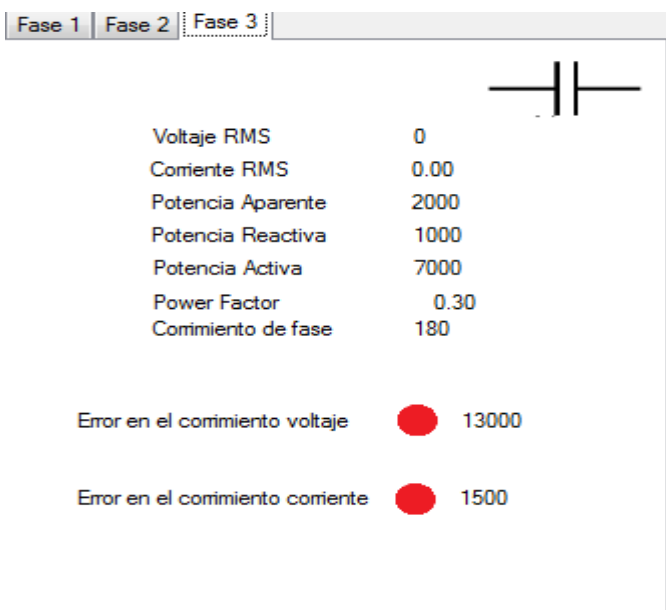 Fase 1 Fase 2 Fase 3
Voltaje RMS 0
Corriente RMS 0.00
Potencia Aparente 2000
Potencia Reactiva 1000
Potencia Activa 7000
Power Factor 0.30
Corrimiento de fase 180
Error en el corrimiento voltaje 13000
Error en el corrimiento corriente 1500